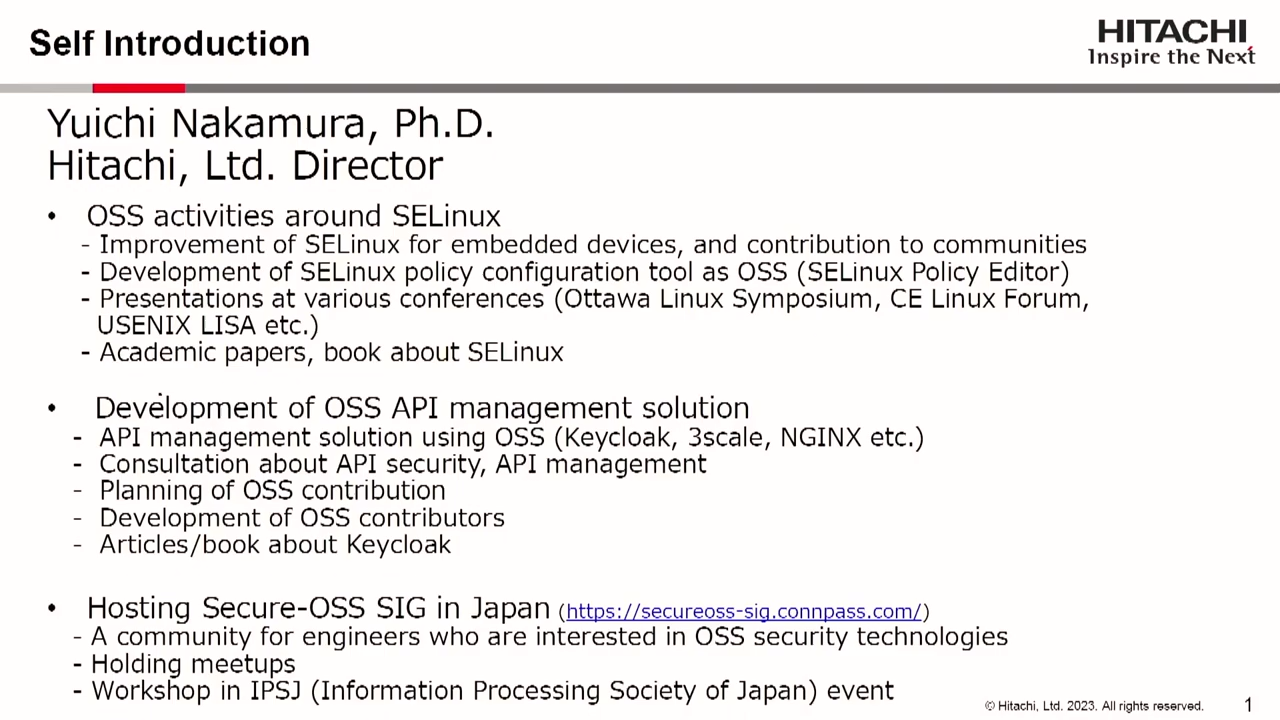 Self Introduction
HITACHI
Inspire the Next
Yuichi Nakamura, Ph.D.
Hitachi, Ltd. Director
• OSS activities around SELinux
- Improvement of SELinux for embedded devices, and contribution to communities
- Development of SELinux policy configuration tool as OSS (SELinux Policy Editor)
- Presentations at various conferences (Ottawa Linux Symposium, CE Linux Forum,
USENIX LISA etc.)
- Academic papers, book about SELinux
• Development of OSS API management solution
- API management solution using OSS (Keycloak, 3scale, NGINX etc.)
- Consultation about API security, API management
- Planning of OSS contribution
- Development of OSS contributors
- Articles/book about Keycloak
• Hosting Secure-OSS SIG in Japan (https://secureoss-sig.connpass.com/)
- A community for engineers who are interested in OSS security technologies
- Holding meetups
- Workshop in IPSJ (Information Processing Society of Japan) event
© Hitachi, Ltd. 2023. All rights reserved.
1